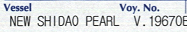 Vessel Voy. No.
NEW SHIDAO PEARL V.19670E